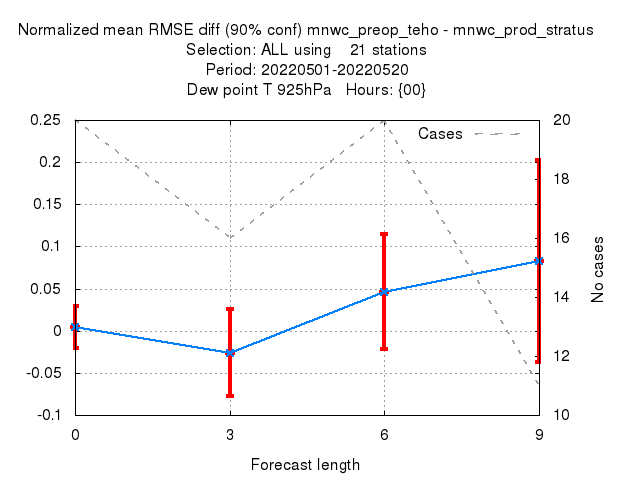 Normalized mean RMSE diff (90% conf) mnwc_preop_teho - mnwc_prod_stratus
Selection: ALL using    21 stations
Period: 20220501-20220520
Dew point T 925hPa   Hours: {00}
Cases
0.25
0.2
0.15
0.1
0.05
0
-0.05
-0.1
20
18
16
14
12
10
No cases
0
3
6
9
Forecast length